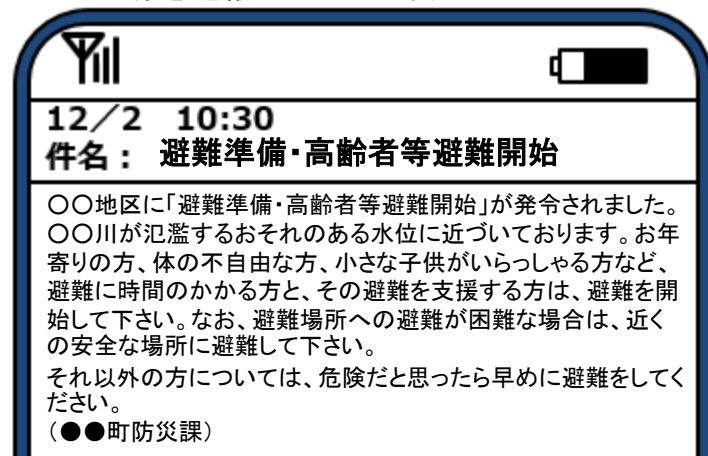 12／2　10:30
件名： 避難準備・高齢者等避難開始
〇〇地区に「避難準備・高齢者等避難開始」が発令されました。
〇〇川が氾濫するおそれのある水位に近づいております。お年
寄りの方、体の不自由な方、小さな子供がいらっしゃる方など、
避難に時間のかかる方と、その避難を支援する方は、避難を開
始して下さい。なお、避難場所への避難が困難な場合は、近く
の安全な場所に避難して下さい。
それ以外の方については、危険だと思ったら早めに避難をしてく
ださい。
（●●町防災課）